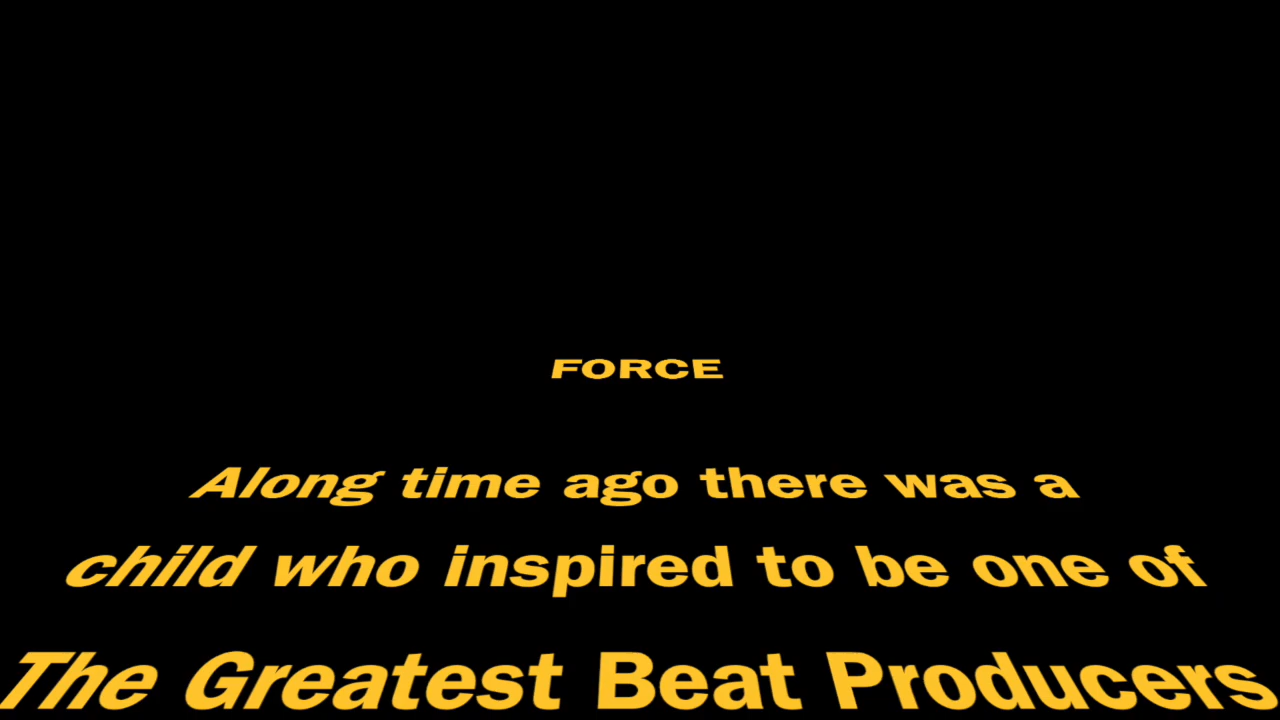 FORCE
Along time ago there was a
child who inspired to be one of
The Greatest Beat Producers